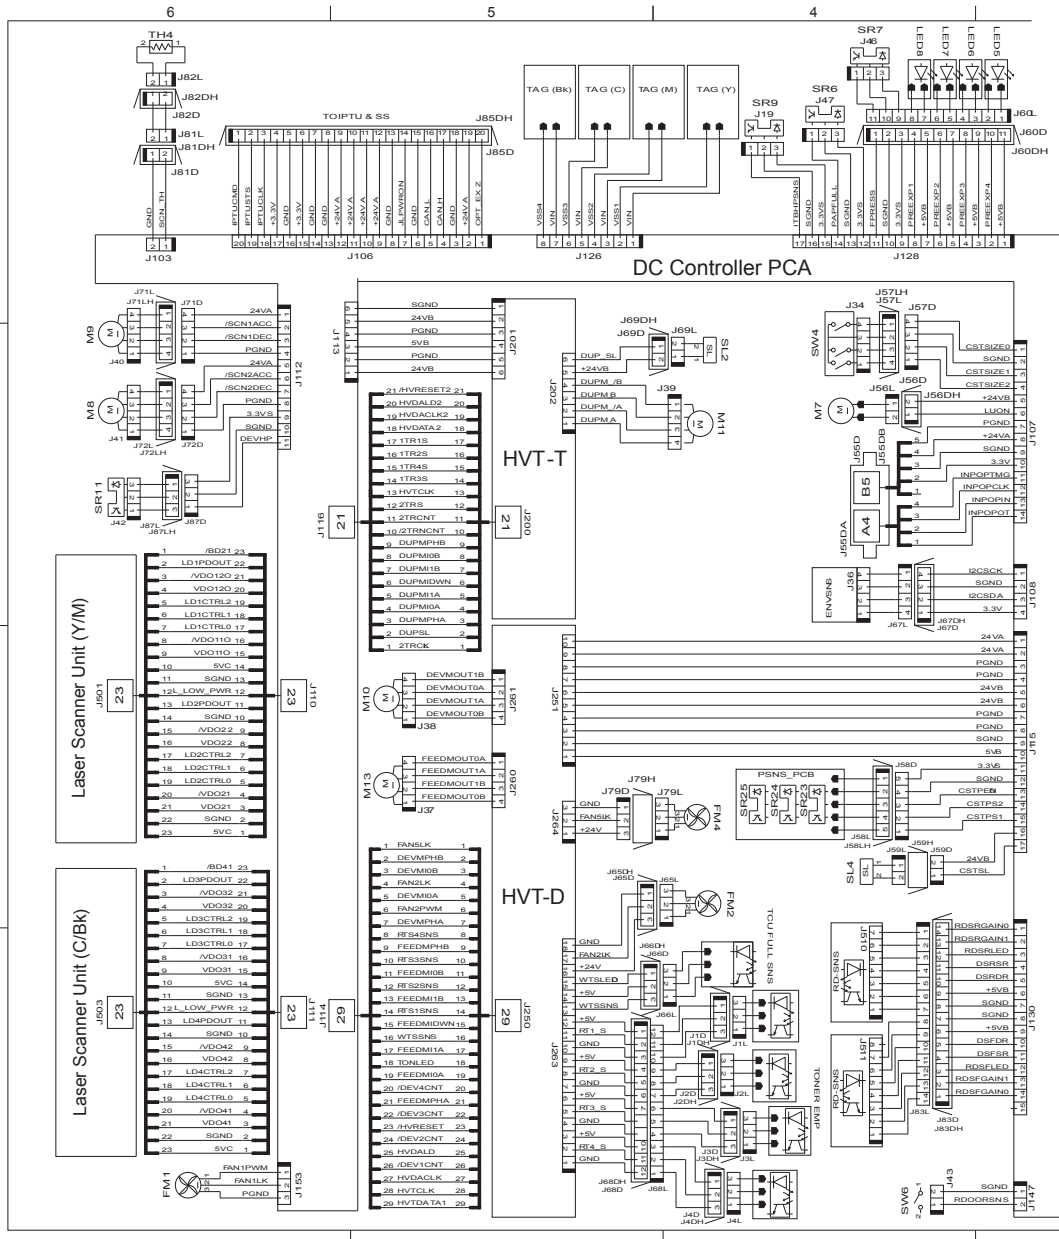 6
5
4
TH4
2
1
J82L
J82DH
J82D
J81L
J81DH
J81D
GND
SCN_TH
J103
TOIPTU & SS
J85DH
J85D
IPTUCMD
IPTUSTS
IPTUCLK
+3.3V
GND
+3.3V
GND
GND
+24VA
+24VA
+24VA
GND
/LPWRON
GND
CAN L
CAN H
GND
+24VA
OPT_EX Z
J106
TAG (Bk)
TAG (C)
TAG (M)
TAG (Y)
VSS4
VIN
VSS3
VIN
VSS2
VIN
VSS1
VIN
J126
SR9
J19
SR6
J47
SR7
J46
LED8
LED7
LED6
LED5
J60L
J60D
J60DH
ITBHPSNS
SGND
3.3VS
PAPFULL
SGND
3.3VS
FPRESS
SGND
3.3VS
PREEXP1
+5VB
PREEXP2
+5VB
PREEXP3
+5VB
PREEXP4
+5VB
J128
DC Controller PCA
M9
J71L
J71LH
J71D
J40
M8
J41
J72L
J72LH
J72D
SR11
J42
J87L
J87LH
J87D
24VA
/SCN1ACC
/SCN1DEC
PGND
24VA
/SCN2ACC
/SCN2DEC
PGND
3.3VS
SGND
DEVHP
J112
J113
SGND
24VB
PGND
5VB
PGND
24VB
J201
J116
21
21 /HVRESET2 21
20 HVDALD2 20
19 HVDACLK2 19
18 HVDATA2 18
17 1TR1S 17
16 1TR2S 16
15 1TR4S 15
14 1TR3S 14
13 HVTCLK 13
12 2TRS 12
11 2TRCNT 11
10 /2TRNCNT 10
9 DUPMPHB 9
8 DUPMI0B 8
7 DUPMI1B 7
6 DUPMIDWN 6
5 DUPMI1A 5
4 DUPMI0A 4
3 DUPMPHA 3
2 DUPSL 2
1 2TRCK 1
21
J200
HVT-T
J202
DUP_SL
+24VB
DUPM_/B
DUPM_B
DUPM_/A
DUPM_A
J69DH
J69D
J69L
SL2
SL
J39
M11
SW4
J34
J57LH
J57L
J57D
CSTSIZE0
SGND
CSTSIZE1
CSTSIZE2
M7
J56L
J56D
J56DH
+24VB
LUON
PGND
+24VA
SGND
3.3V
INPOPTMG
INPOPCLK
INPOPIN
INPOPOT
J107
J55D
J55DB
B5
A4
J55DA
ENVSNS
J36
J67L
J67DH
J67D
I2CSCK
SGND
I2CSDA
3.3V
J108
Laser Scanner Unit (Y/M)
J501
23
1 /BD21 23
2 LD1PDOUT 22
3 /VDO12O 21
4 VDO12O 20
5 LD1CTRL2 19
6 LD1CTRL1 18
7 LD1CTRL0 17
8 /VDO11O 16
9 VDO11O 15
10 5VC 14
11 SGND 13
12 L_LOW_PWR 12
13 LD2PDOUT 11
14 SGND 10
15 /VDO22 9
16 VDO22 8
17 LD2CTRL2 7
18 LD2CTRL1 6
19 LD2CTRL0 5
20 /VDO21 4
21 VDO21 3
22 SGND 2
23 5VC 1
23
J110
M10
J38
DEVMOUT1B
DEVMOUT0A
DEVMOUT1A
DEVMOUT0B
J261
M13
J37
FEEDMOUT0A
FEEDMOUT1A
FEEDMOUT1B
FEEDMOUT0B
J260
J251
24VA
24VA
PGND
PGND
24VB
24VB
PGND
PGND
SGND
5VB
3.3VS
SGND
CSTPEN
CSTPS2
CSTPS1
24VB
CSTSL
J115
J264
GND
FAN5LK
+24V
J79H
J79D
J79L
FM4
PSNS_PCB
SR25
SR24
SR23
J58D
J58L
J58LH
SL4
SL
J59L
J59H
J59D
Laser Scanner Unit (C/Bk)
J503
23
1 /BD41 23
2 LD3PDOUT 22
3 /VDO32 21
4 VDO32 20
5 LD3CTRL2 19
6 LD3CTRL1 18
7 LD3CTRL0 17
8 /VDO31 16
9 VDO31 15
10 5VC 14
11 SGND 13
12 L_LOW_PWR 12
13 LD4PDOUT 11
14 SGND 10
15 /VDO42 9
16 VDO42 8
17 LD4CTRL2 7
18 LD4CTRL1 6
19 LD4CTRL0 5
20 /VDO41 4
21 VDO41 3
22 SGND 2
23 5VC 1
23
J111
J114
29
1 FAN5LK 1
2 DEVMPHB 2
3 DEVMI0B 3
4 FAN2LK 4
5 DEVMI0A 5
6 FAN2PWM 6
7 DEVMPHA 7
8 RTS4SNS 8
9 FEEDMPHB 9
10 RTS3SNS 10
11 FEEDMI0B 11
12 RTS2SNS 12
13 FEEDMI1B 13
14 RTS1SNS 14
15 FEEDMIDWN 15
16 WTSSNS 16
17 FEEDMI1A 17
18 TONLED 18
19 FEEDMI0A 19
20 /DEV4CNT 20
21 FEEDMPHA 21
22 /DEV3CNT 22
23 /HVRESET 23
24 /DEV2CNT 24
25 HVDALD 25
26 /DEV1CNT 26
27 HVDACLK 27
28 HVTCLK 28
29 HVTDATA1 29
29
J250
HVT-D
J263
GND
FAN2LK
+24V
WTSLED
+5V
WTSSNS
+5V
RT1_S
GND
+5V
RT2_S
GND
+5V
RT3_S
GND
+5V
RT4_S
GND
J65DH
J65D
J65L
FM2
TCU FULL SNS
J66DH
J66D
J66L
J1D
J1DH
J1L
J2D
J2DH
J2L
TONER EMP
J3D
J3DH
J3L
J68DH
J68D
J68L
J4D
J4DH
J4L
J510
RD-SNS
J511
RD-SNS
J83L
J83D
J83DH
RDSRGAIN0
RDSRGAIN1
RDSRLED
DSRSR
DSRDR
+5VB
SGND
SGND
+5VB
DSFDR
DSFSR
RDSFLED
RDSFGAIN1
RDSFGAIN0
J130
FM1
FAN1PWM
FAN1LK
PGND
J153
SW6
J43
SGND
RDOORSNS
J147